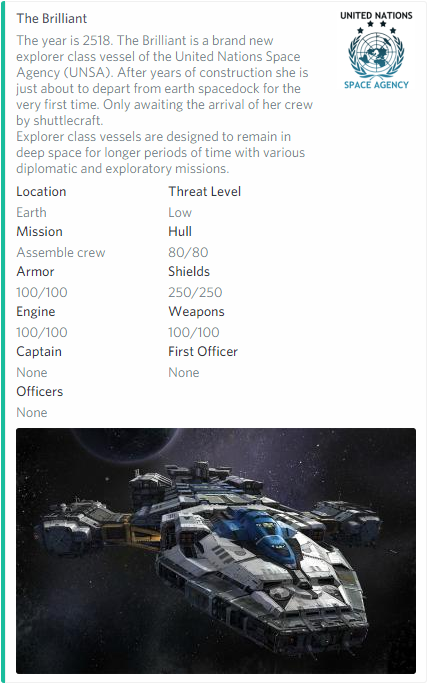 The Brilliant
UNITED NATIONS
SPACE AGENCY
The year is 2518. The Brilliant is a brand new
explorer class vessel of the United Nations Space
Agency (UNSA). After years of construction she is
just about to depart from earth spacedock for the
very first time. Only awaiting the arrival of her crew
by shuttlecraft.
Explorer class vessels are designed to remain in
deep space for longer periods of time with various
diplomatic and exploratory missions.
Location Threat Level
Earth Low
Mission Hull
Assemble crew 80/80
Armor Shields
100/100 250/250
Engine Weapons
100/100 100/100
Captain First Officer
None None
Officers
None